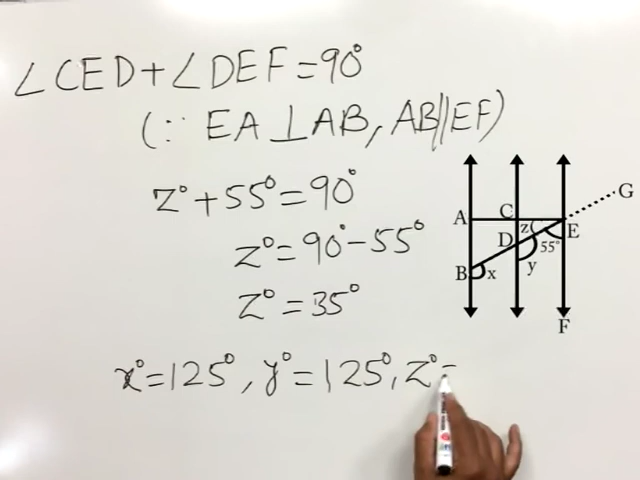 ∠CED+∠DEF=90°
(∵ EA⊥AB, AB||EF)
z°+55°=90°
z°=90°-55°
z°=35°
x°=125°, y°=125°, z°=
G
A C
z E
D 55°
B x y
F